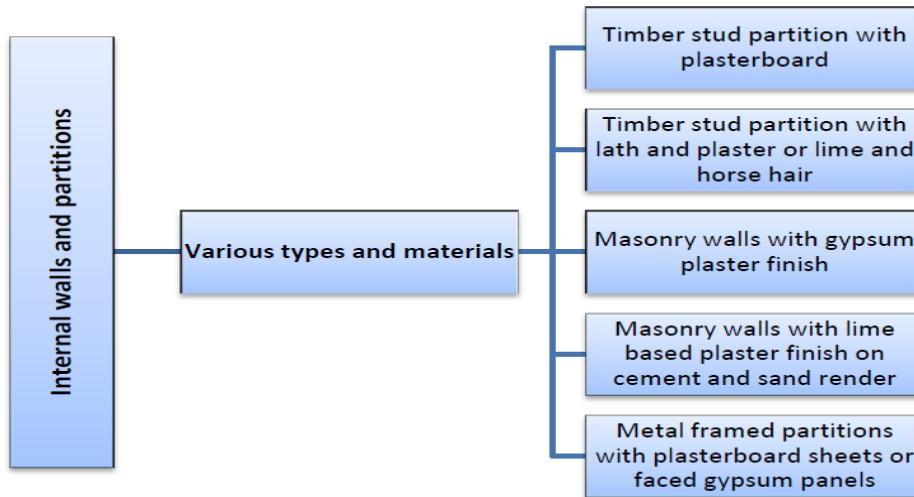 Internal walls and partitions
Various types and materials
Timber stud partition with
plasterboard
Timber stud partition with
lath and plaster or lime and
horse hair
Masonry walls with gypsum
plaster finish
Masonry walls with lime
based plaster finish on
cement and sand render
Metal framed partitions
with plasterboard sheets or
faced gypsum panels